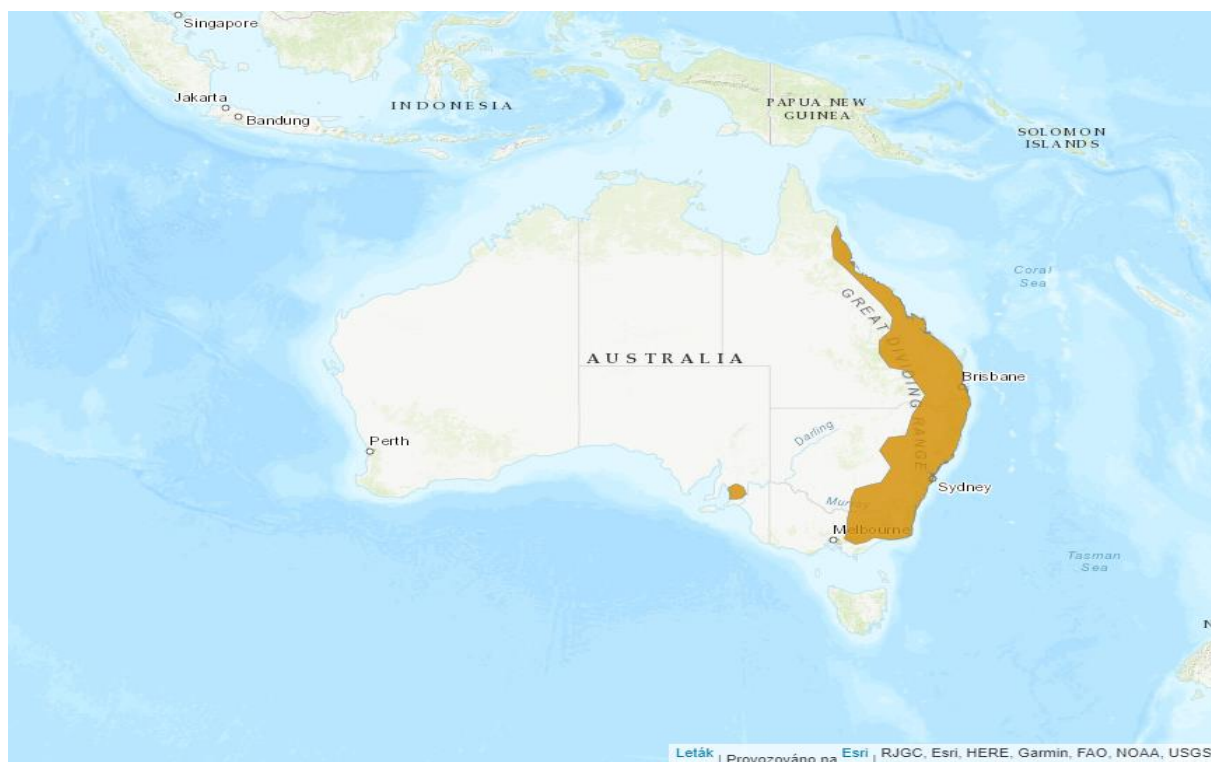 Singapore
Jakarta
Bandung
INDONESIA
PAPUA NEW
GUINEA
SOLOMON
ISLANDS
Coral
Sea
GREAT DIVIDING RANGE
AUSTRALIA
Brisbane
Darling
Perth
Sydney
Murray
Melbourne
Tasman
Sea
N
Leták | Provozováno na Esri | RJGC, Esri, HERE, Garmin, FAO, NOAA, USGS